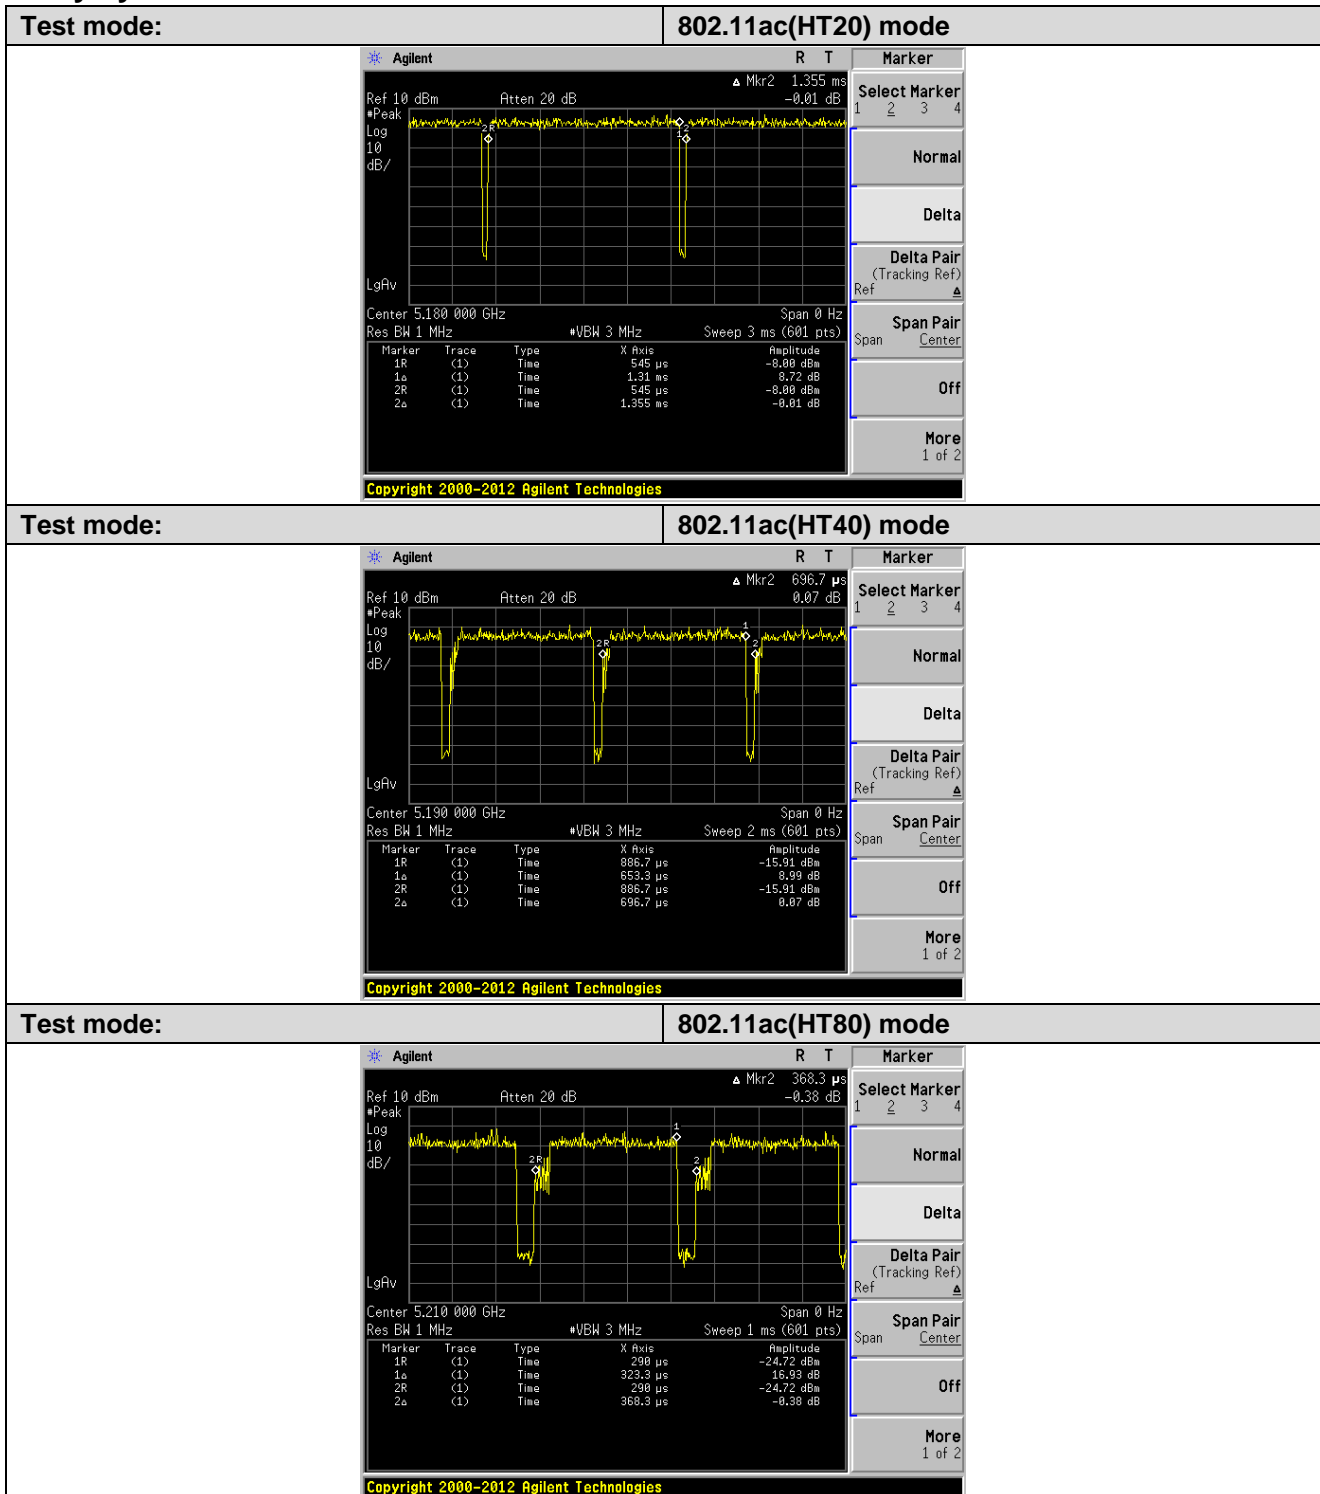 Test mode: 802.11ac(HT20) mode
Agilent R T Marker
Δ Mkr2 1.355 ms
Ref 10 dBm Atten 20 dB -0.01 dB
#Peak
Log
10
dB/
2R
1 2
LgAv
Center 5.180 000 GHz Span 0 Hz
Res BW 1 MHz #VBW 3 MHz Sweep 3 ms (601 pts)
Marker Trace Type X Axis Amplitude
1R (1) Time 545 µs -8.00 dBm
1Δ (1) Time 1.31 ms 8.72 dB
2R (1) Time 545 µs -8.00 dBm
2Δ (1) Time 1.355 ms -0.01 dB
Select Marker
1 2 3 4
Normal
Delta
Delta Pair
(Tracking Ref)
Ref Δ
Span Pair
Span Center
Off
More
1 of 2
Copyright 2000-2012 Agilent Technologies
Test mode: 802.11ac(HT40) mode
Agilent R T Marker
Δ Mkr2 696.7 µs
Ref 10 dBm Atten 20 dB 0.07 dB
#Peak
Log
10
dB/
2R
1
2
LgAv
Center 5.190 000 GHz Span 0 Hz
Res BW 1 MHz #VBW 3 MHz Sweep 2 ms (601 pts)
Marker Trace Type X Axis Amplitude
1R (1) Time 886.7 µs -15.91 dBm
1Δ (1) Time 653.3 µs 8.99 dB
2R (1) Time 886.7 µs -15.91 dBm
2Δ (1) Time 696.7 µs 0.07 dB
Select Marker
1 2 3 4
Normal
Delta
Delta Pair
(Tracking Ref)
Ref Δ
Span Pair
Span Center
Off
More
1 of 2
Copyright 2000-2012 Agilent Technologies
Test mode: 802.11ac(HT80) mode
Agilent R T Marker
Δ Mkr2 368.3 µs
Ref 10 dBm Atten 20 dB -0.38 dB
#Peak
Log
10
dB/
2R
1
2
LgAv
Center 5.210 000 GHz Span 0 Hz
Res BW 1 MHz #VBW 3 MHz Sweep 1 ms (601 pts)
Marker Trace Type X Axis Amplitude
1R (1) Time 290 µs -24.72 dBm
1Δ (1) Time 323.3 µs 16.93 dB
2R (1) Time 290 µs -24.72 dBm
2Δ (1) Time 368.3 µs -0.38 dB
Select Marker
1 2 3 4
Normal
Delta
Delta Pair
(Tracking Ref)
Ref Δ
Span Pair
Span Center
Off
More
1 of 2
Copyright 2000-2012 Agilent Technologies